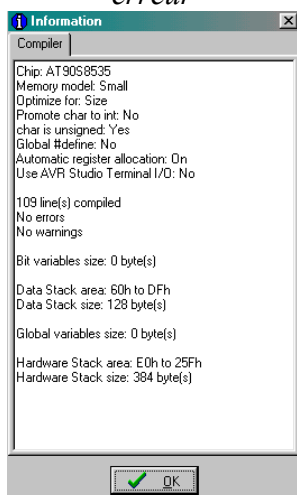 Information
Compiler
Chip: AT90S8535
Memory model: Small
Optimize for: Size
Promote char to int: No
char is unsigned: Yes
Global #define: No
Automatic register allocation: On
Use AVR Studio Terminal I/O: No
109 line(s) compiled
No errors
No warnings
Bit variables size: 0 byte(s)
Data Stack area: 60h to DFh
Data Stack size: 128 byte(s)
Global variables size: 0 byte(s)
Hardware Stack area: E0h to 25Fh
Hardware Stack size: 384 byte(s)
OK